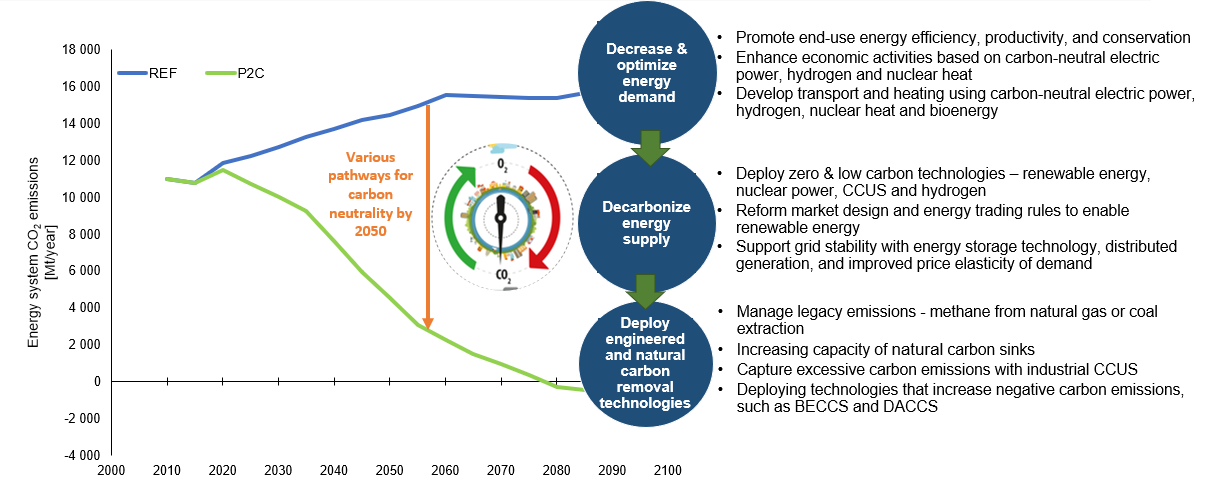 18 000
16 000
14 000
12 000
10 000
8 000
6 000
4 000
2 000
0
-2 000
-4 000
Energy system CO2 emissions
[Mt/year]
REF
P2C
2000
2010
2020
2030
2040
2050
2060
2070
2080
2090
2100
Various
pathways for
carbon
neutrality by
2050
O2
CO2
Decrease &
optimize
energy
demand
• Promote end-use energy efficiency, productivity, and conservation
• Enhance economic activities based on carbon-neutral electric
power, hydrogen and nuclear heat
• Develop transport and heating using carbon-neutral electric power,
hydrogen, nuclear heat and bioenergy
Decarbonize
energy
supply
• Deploy zero & low carbon technologies – renewable energy,
nuclear power, CCUS and hydrogen
• Reform market design and energy trading rules to enable
renewable energy
• Support grid stability with energy storage technology, distributed
generation, and improved price elasticity of demand
Deploy
engineered
and natural
carbon
removal
technologies
• Manage legacy emissions - methane from natural gas or coal
extraction
• Increasing capacity of natural carbon sinks
• Capture excessive carbon emissions with industrial CCUS
• Deploying technologies that increase negative carbon emissions,
such as BECCS and DACCS